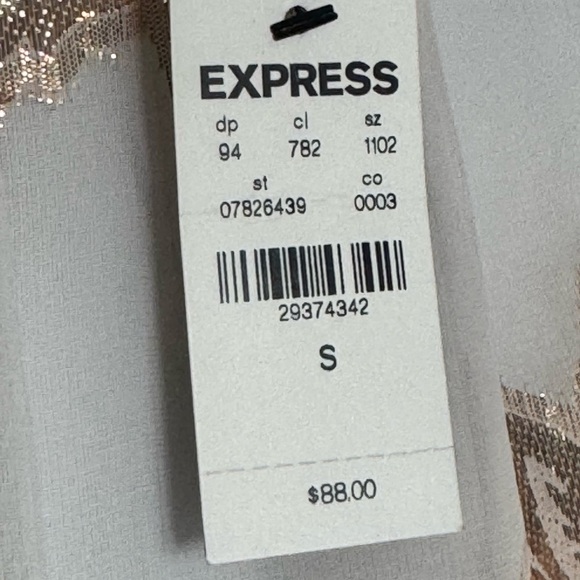 EXPRESS
dp cl sz
94 782 1102
st co
07826439 0003
29374342
S
$88.00